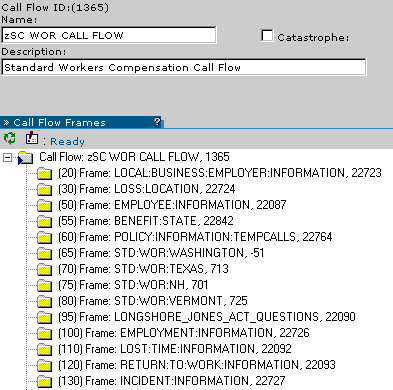 Call Flow ID:(1365)
Name:
zSC WOR CALL FLOW
Catastrophe:
Description:
Standard Workers Compensation Call Flow
» Call Flow Frames ?
: Ready
Call Flow: zSC WOR CALL FLOW, 1365
(20) Frame: LOCAL:BUSINESS:EMPLOYER:INFORMATION, 22723
(30) Frame: LOSS:LOCATION, 22724
(50) Frame: EMPLOYEE:INFORMATION, 22087
(55) Frame: BENEFIT:STATE, 22842
(60) Frame: POLICY:INFORMATION:TEMPCALLS, 22764
(65) Frame: STD:WOR:WASHINGTON, -51
(70) Frame: STD:WOR:TEXAS, 713
(75) Frame: STD:WOR:NH, 701
(80) Frame: STD:WOR:VERMONT, 725
(95) Frame: LONGSHORE_JONES_ACT_QUESTIONS, 22090
(100) Frame: EMPLOYMENT:INFORMATION, 22726
(110) Frame: LOST:TIME:INFORMATION, 22092
(120) Frame: RETURN:TO:WORK:INFORMATION, 22093
(130) Frame: INCIDENT:INFORMATION, 22727